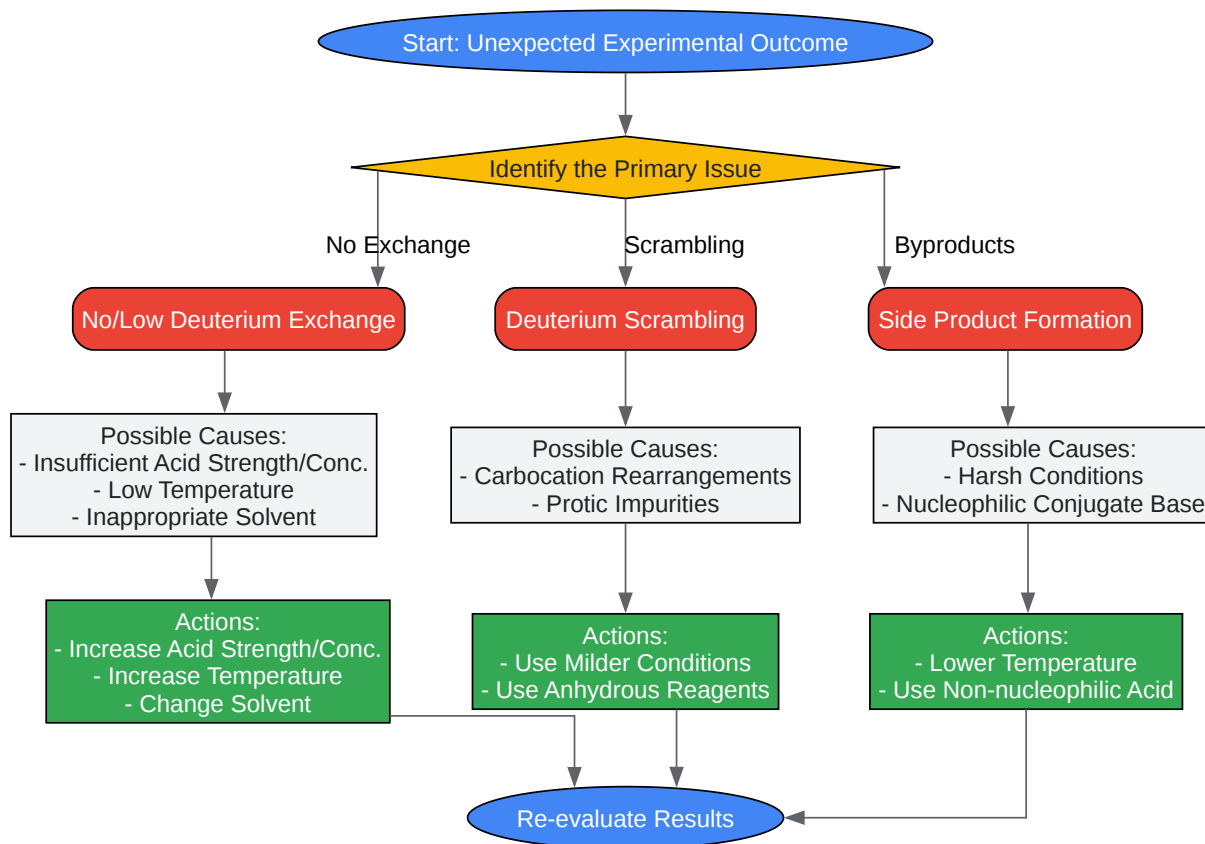 Start: Unexpected Experimental Outcome
Identify the Primary Issue
No Exchange
Scrambling
Byproducts
No/Low Deuterium Exchange
Deuterium Scrambling
Side Product Formation
Possible Causes:
- Insufficient Acid Strength/Conc.
- Low Temperature
- Inappropriate Solvent
Possible Causes:
- Carbocation Rearrangements
- Protic Impurities
Possible Causes:
- Harsh Conditions
- Nucleophilic Conjugate Base
Actions:
- Increase Acid Strength/Conc.
- Increase Temperature
- Change Solvent
Actions:
- Use Milder Conditions
- Use Anhydrous Reagents
Actions:
- Lower Temperature
- Use Non-nucleophilic Acid
Re-evaluate Results